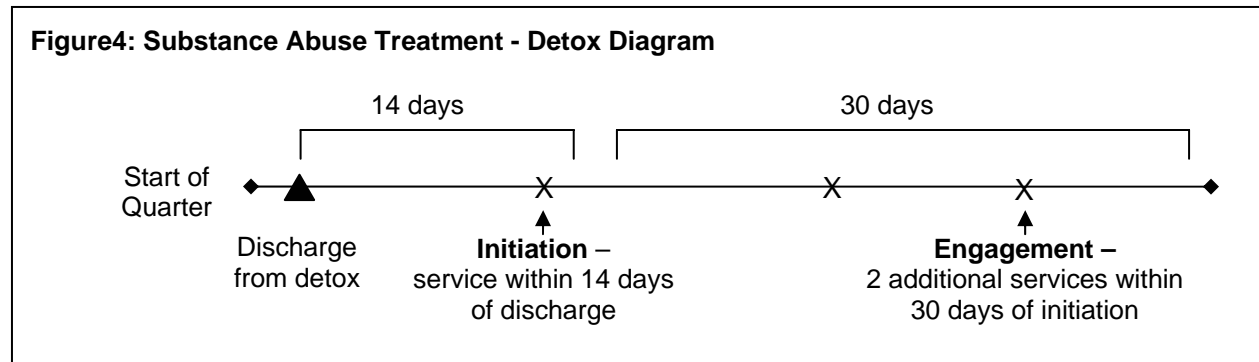 Figure4: Substance Abuse Treatment - Detox Diagram
14 days
30 days
Start of
Quarter
X
X
X
Discharge
from detox
Initiation –
service within 14 days
of discharge
Engagement –
2 additional services within
30 days of initiation